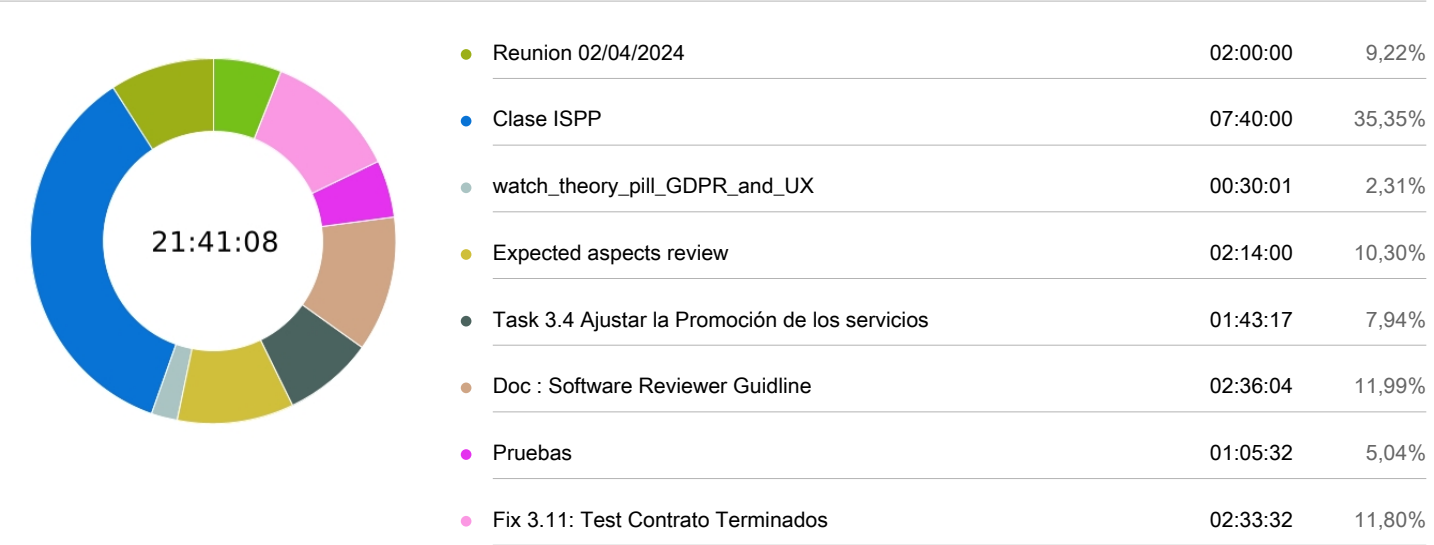 21:41:08
Reunion 02/04/2024 02:00:00 9,22%
Clase ISPP 07:40:00 35,35%
watch_theory_pill_GDPR_and_UX 00:30:01 2,31%
Expected aspects review 02:14:00 10,30%
Task 3.4 Ajustar la Promoción de los servicios 01:43:17 7,94%
Doc : Software Reviewer Guidline 02:36:04 11,99%
Pruebas 01:05:32 5,04%
Fix 3.11: Test Contrato Terminados 02:33:32 11,80%